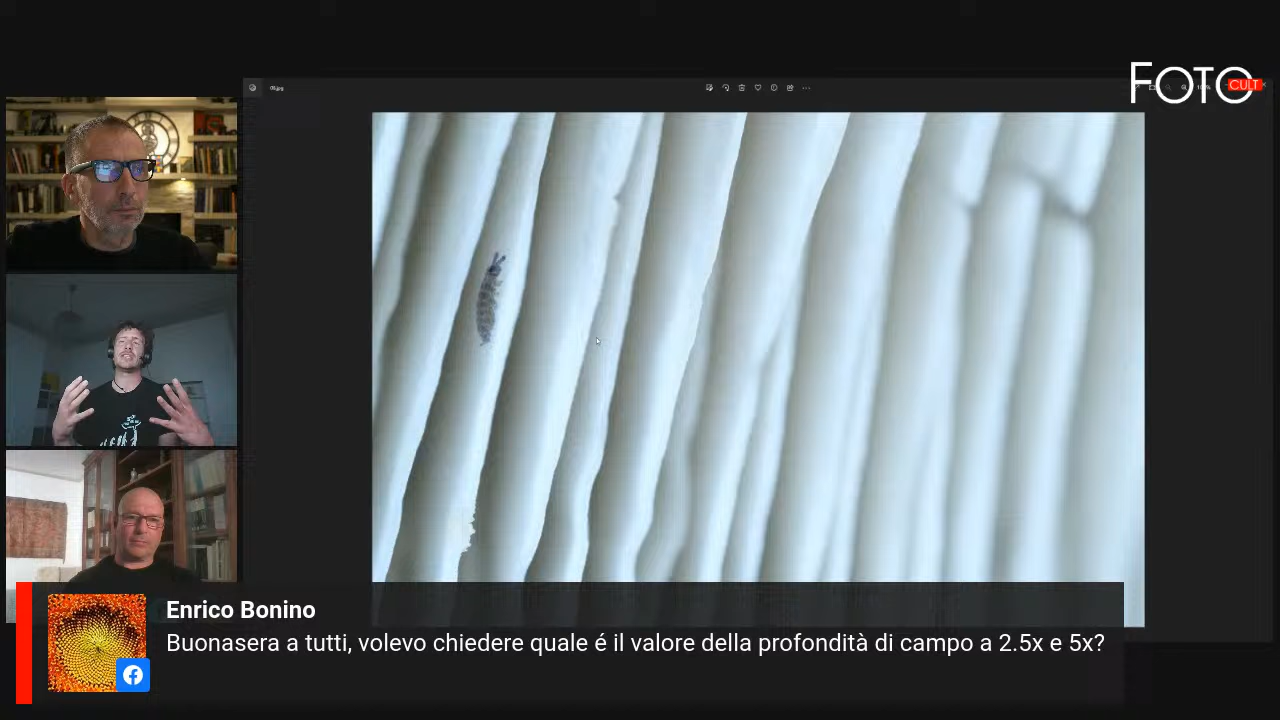 FOTO CULT
Enrico Bonino
Buonasera a tutti, volevo chiedere quale é il valore della profondità di campo a 2.5x e 5x?